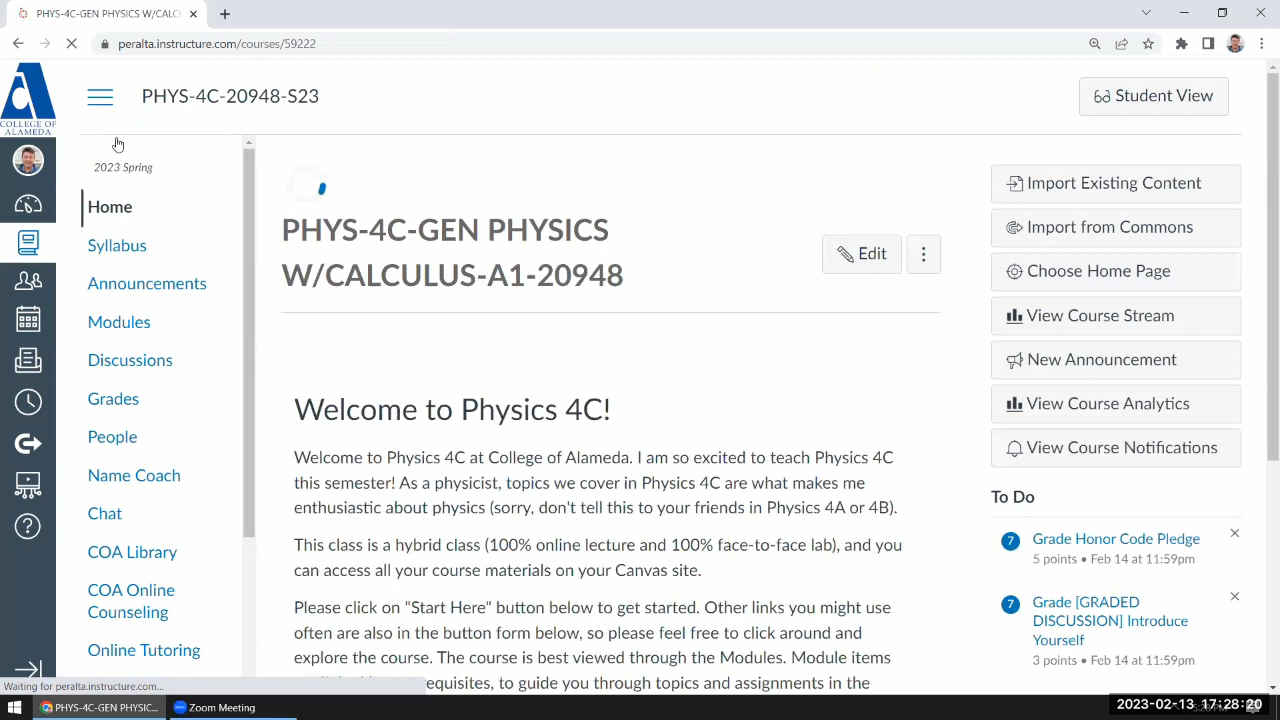 PHYS-4C-GEN PHYSICS W/CALCUL
peralta.instructure.com/courses/59222
COLLEGE OF
ALAMEDA
PHYS-4C-20948-S23
Student View
2023 Spring
Home
Syllabus
Announcements
Modules
Discussions
Grades
People
Name Coach
Chat
COA Library
COA Online
Counseling
Online Tutoring
PHYS-4C-GEN PHYSICS
W/CALCULUS-A1-20948
Edit
Welcome to Physics 4C!
Welcome to Physics 4C at College of Alameda. I am so excited to teach Physics 4C
this semester! As a physicist, topics we cover in Physics 4C are what makes me
enthusiastic about physics (sorry, don't tell this to your friends in Physics 4A or 4B).
This class is a hybrid class (100% online lecture and 100% face-to-face lab), and you
can access all your course materials on your Canvas site.
Please click on "Start Here" button below to get started. Other links you might use
often are also in the button form below, so please feel free to click around and
explore the course. The course is best viewed through the Modules. Module items
requisites, to guide you through topics and assignments in the
Import Existing Content
Import from Commons
Choose Home Page
View Course Stream
New Announcement
View Course Analytics
View Course Notifications
To Do
7 Grade Honor Code Pledge
5 points • Feb 14 at 11:59pm
7 Grade [GRADED
DISCUSSION] Introduce
Yourself
3 points • Feb 14 at 11:59pm
Waiting for peralta.instructure.com...
PHYS-4C-GEN PHYSIC...
Zoom Meeting
2023-02-13 17:28:20